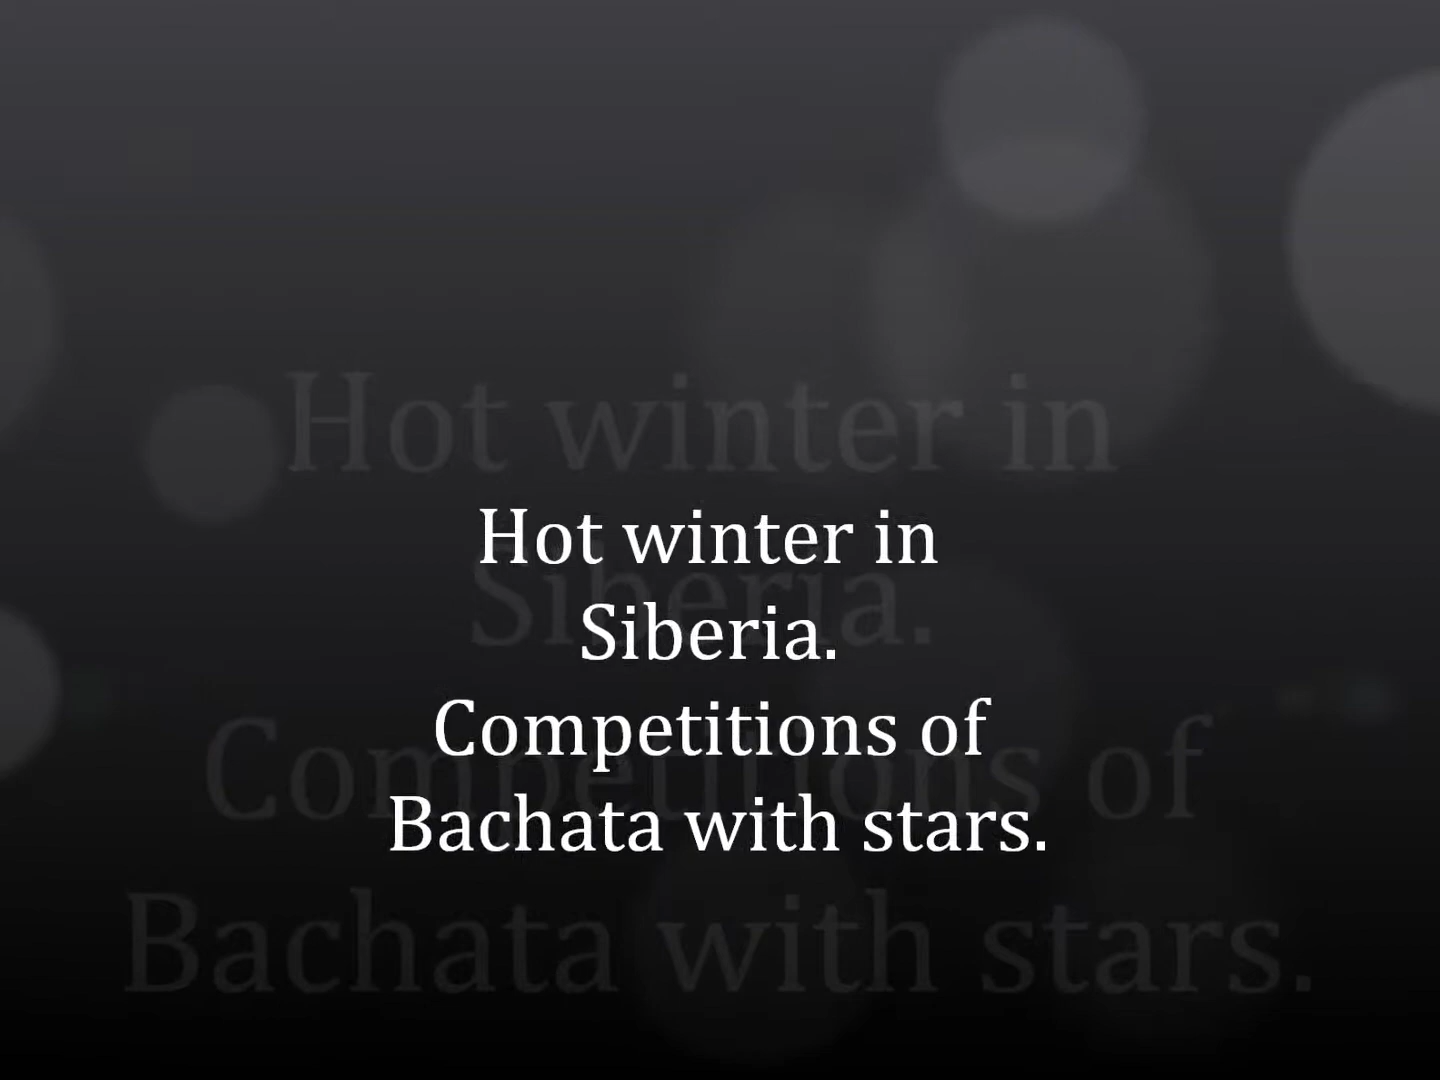 Hot winter in
Siberia.
Competitions of
Bachata with stars.